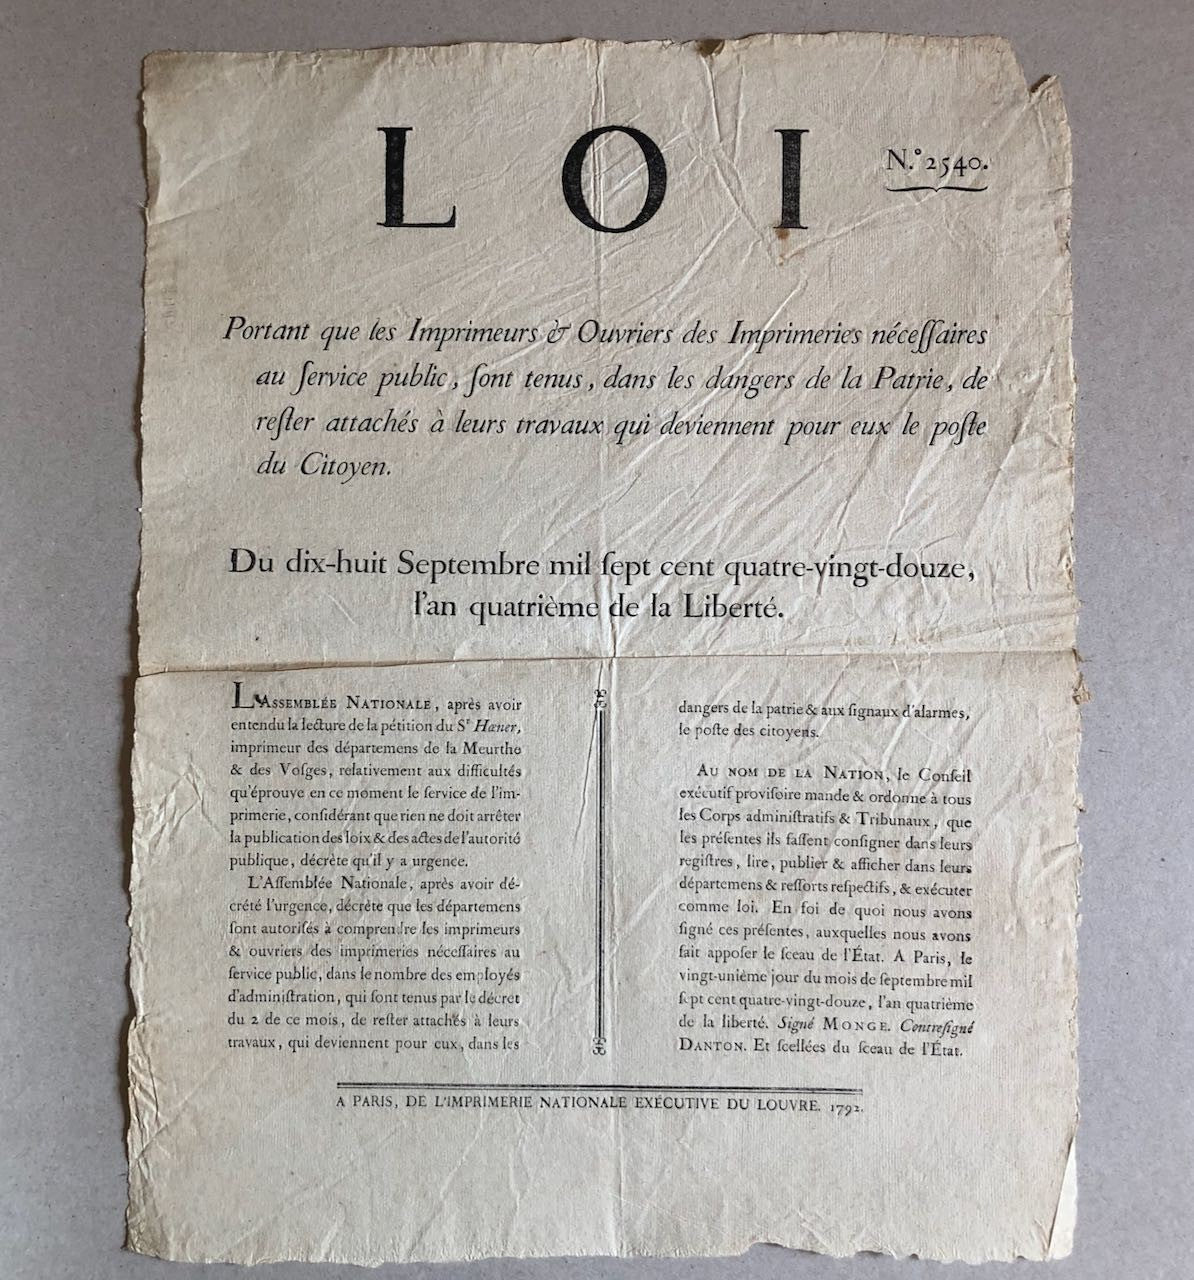 LOI
N.° 2540.
Portant que les Imprimeurs & Ouvriers des Imprimeries néceſſaires
au ſervice public, ſont tenus, dans les dangers de la Patrie, de
reſter attachés à leurs travaux qui deviennent pour eux le poſte
du Citoyen.
Du dix-huit Septembre mil ſept cent quatre-vingt-douze,
l'an quatrième de la Liberté.
L'ASSEMBLÉE NATIONALE, après avoir
entendu la lecture de la pétition du Sr Hæner,
imprimeur des départemens de la Meurthe
& des Voſges, relativement aux difficultés
qu'éprouve en ce moment le ſervice de l'im-
primerie, conſidérant que rien ne doit arrêter
la publication des loix & des actes de l'autorité
publique, décrète qu'il y a urgence.
L'Aſſemblée Nationale, après avoir dé-
crété l'urgence, décrète que les départemens
ſont autoriſés à comprendre les imprimeurs
& ouvriers des imprimeries néceſſaires au
ſervice public, dans le nombre des employés
d'adminiſtration, qui ſont tenus par le décret
du 2 de ce mois, de reſter attachés à leurs
travaux, qui deviennent pour eux, dans les
dangers de la patrie & aux ſignaux d'alarmes,
le poſte des citoyens.
AU NOM DE LA NATION, le Conſeil
exécutif proviſoire mande & ordonne à tous
les Corps adminiſtratifs & Tribunaux, que
les préſentes ils faſſent conſigner dans leurs
regiſtres, lire, publier & afficher dans leurs
départemens & reſſorts reſpectifs, & exécuter
comme loi. En foi de quoi nous avons
ſigné ces préſentes, auxquelles nous avons
fait appoſer le ſceau de l'État. A Paris, le
vingt-unième jour du mois de ſeptembre mil
ſept cent quatre-vingt-douze, l'an quatrième
de la liberté. Signé MONGE. Contreſigné
DANTON. Et ſcellées du ſceau de l'État.
A PARIS, DE L'IMPRIMERIE NATIONALE EXÉCUTIVE DU LOUVRE. 1792.